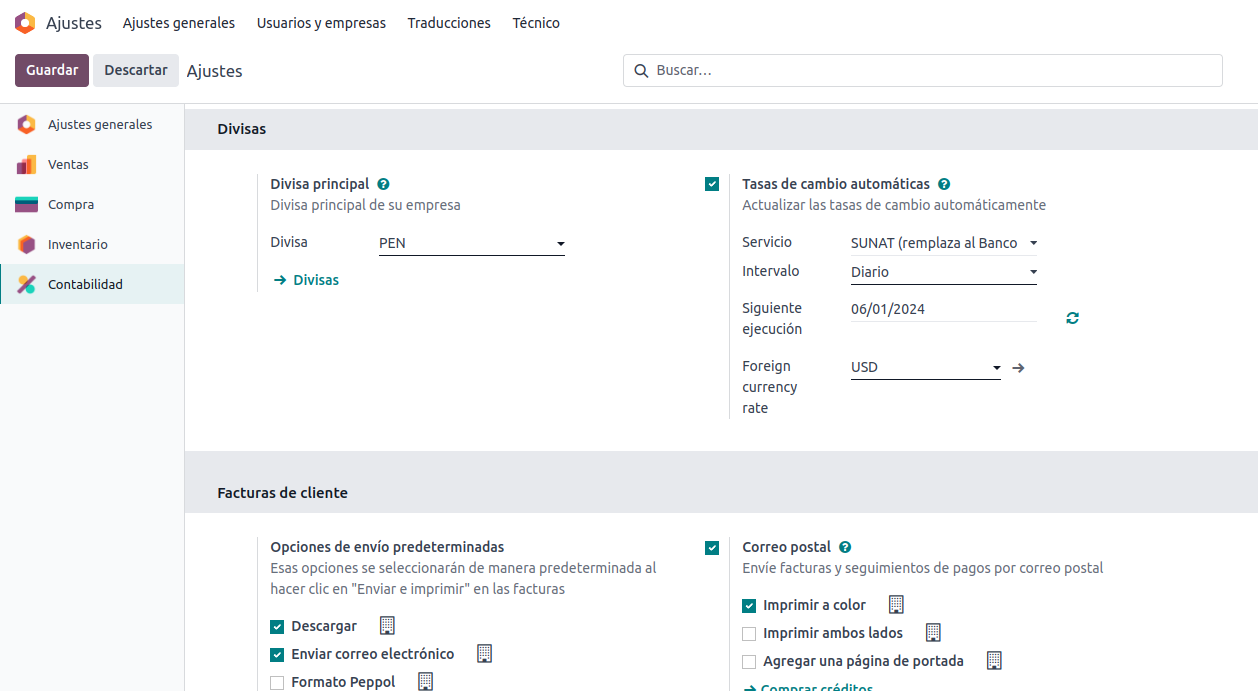 Ajustes Ajustes generales Usuarios y empresas Traducciones Técnico
Guardar Descartar Ajustes Buscar...
Ajustes generales
Ventas
Compra
Inventario
Contabilidad
Divisas
Divisa principal
Divisa principal de su empresa
Divisa PEN
Divisas
Tasas de cambio automáticas
Actualizar las tasas de cambio automáticamente
Servicio SUNAT (remplaza al Banco
Intervalo Diario
Siguiente
ejecución
06/01/2024
Foreign
currency
rate
USD
Facturas de cliente
Opciones de envío predeterminadas
Esas opciones se seleccionarán de manera predeterminada al
hacer clic en "Enviar e imprimir" en las facturas
Descargar
Enviar correo electrónico
Formato Peppol
Correo postal
Envíe facturas y seguimientos de pagos por correo postal
Imprimir a color
Imprimir ambos lados
Agregar una página de portada
Comprar créditos